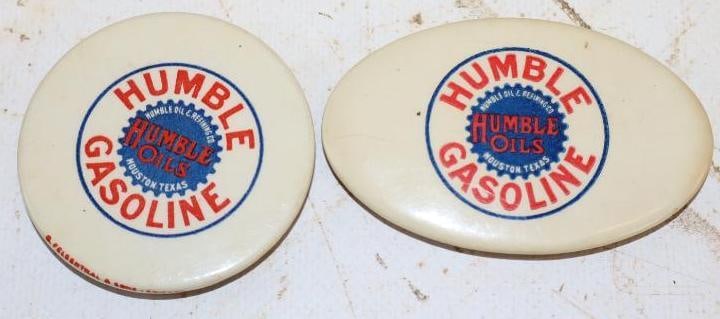 HUMBLE
HUMBLE OIL & REFINING CO
HUMBLE
OILS
HOUSTON TEXAS
GASOLINE
HUMBLE
HUMBLE OIL & REFINING CO
HUMBLE
OILS
HOUSTON TEXAS
GASOLINE